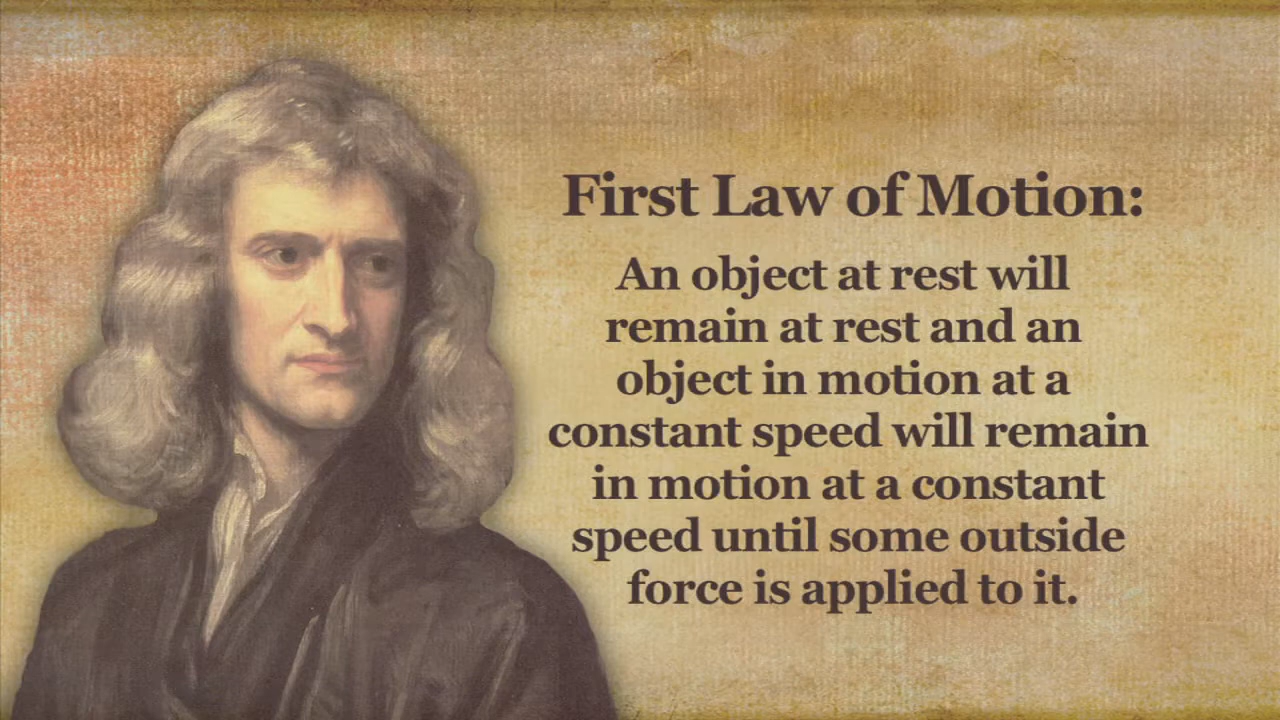 First Law of Motion:
An object at rest will
remain at rest and an
object in motion at a
constant speed will remain
in motion at a constant
speed until some outside
force is applied to it.